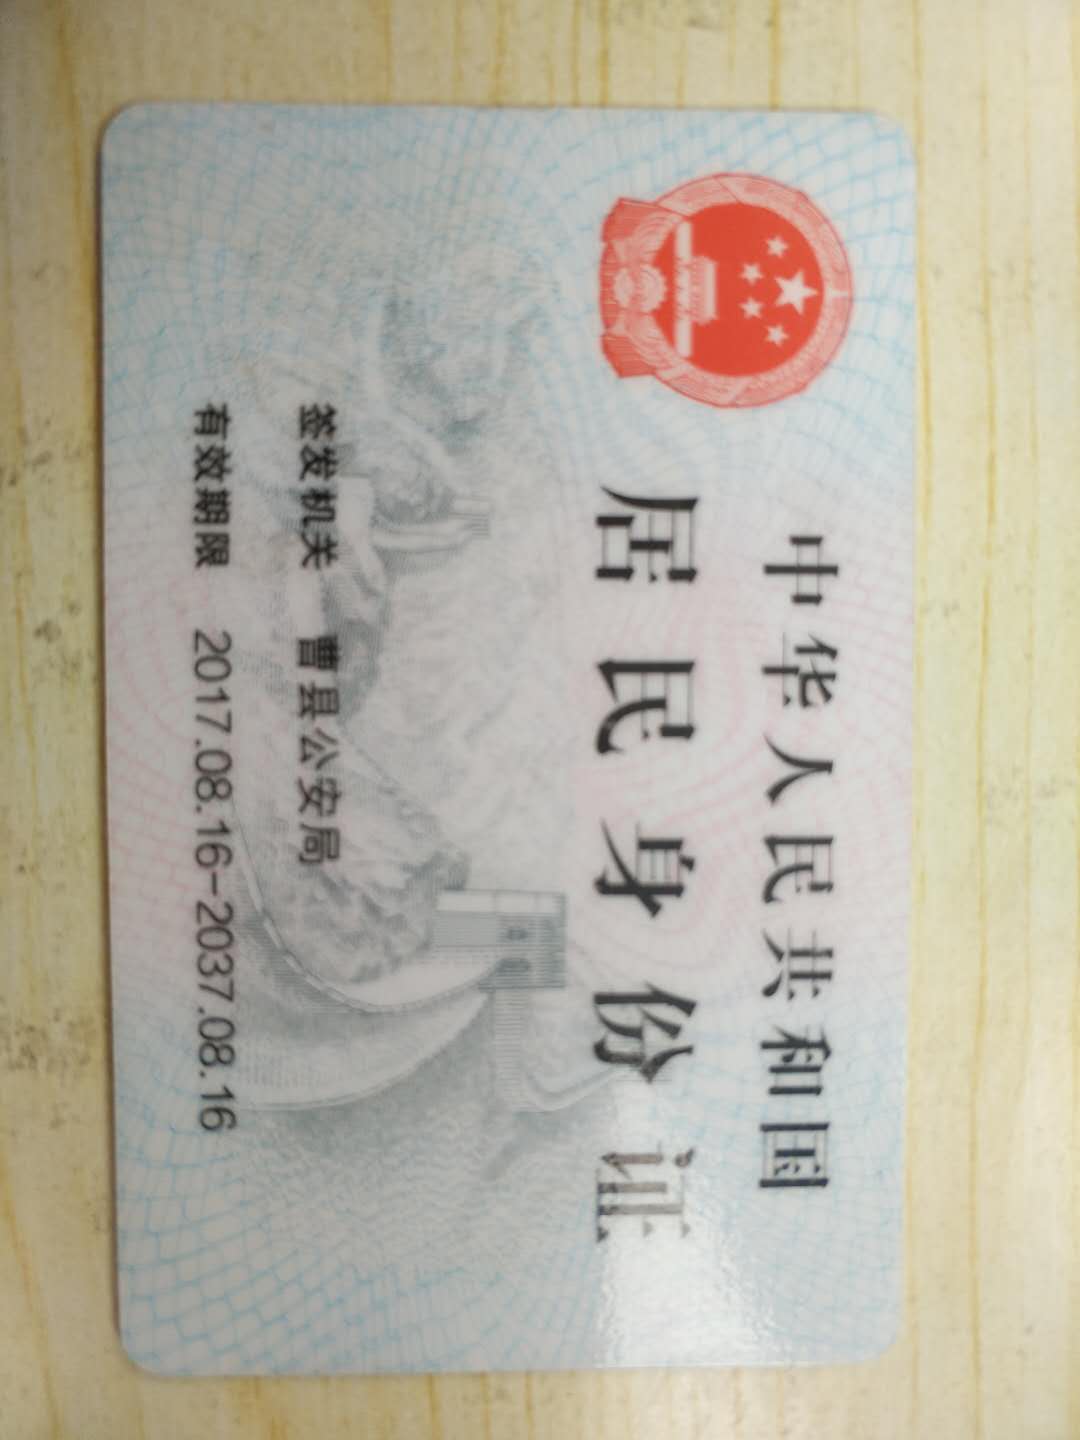 中华人民共和国
居民身份证
签发机关 曹县公安局
有效期限 2017.08.16-2037.08.16